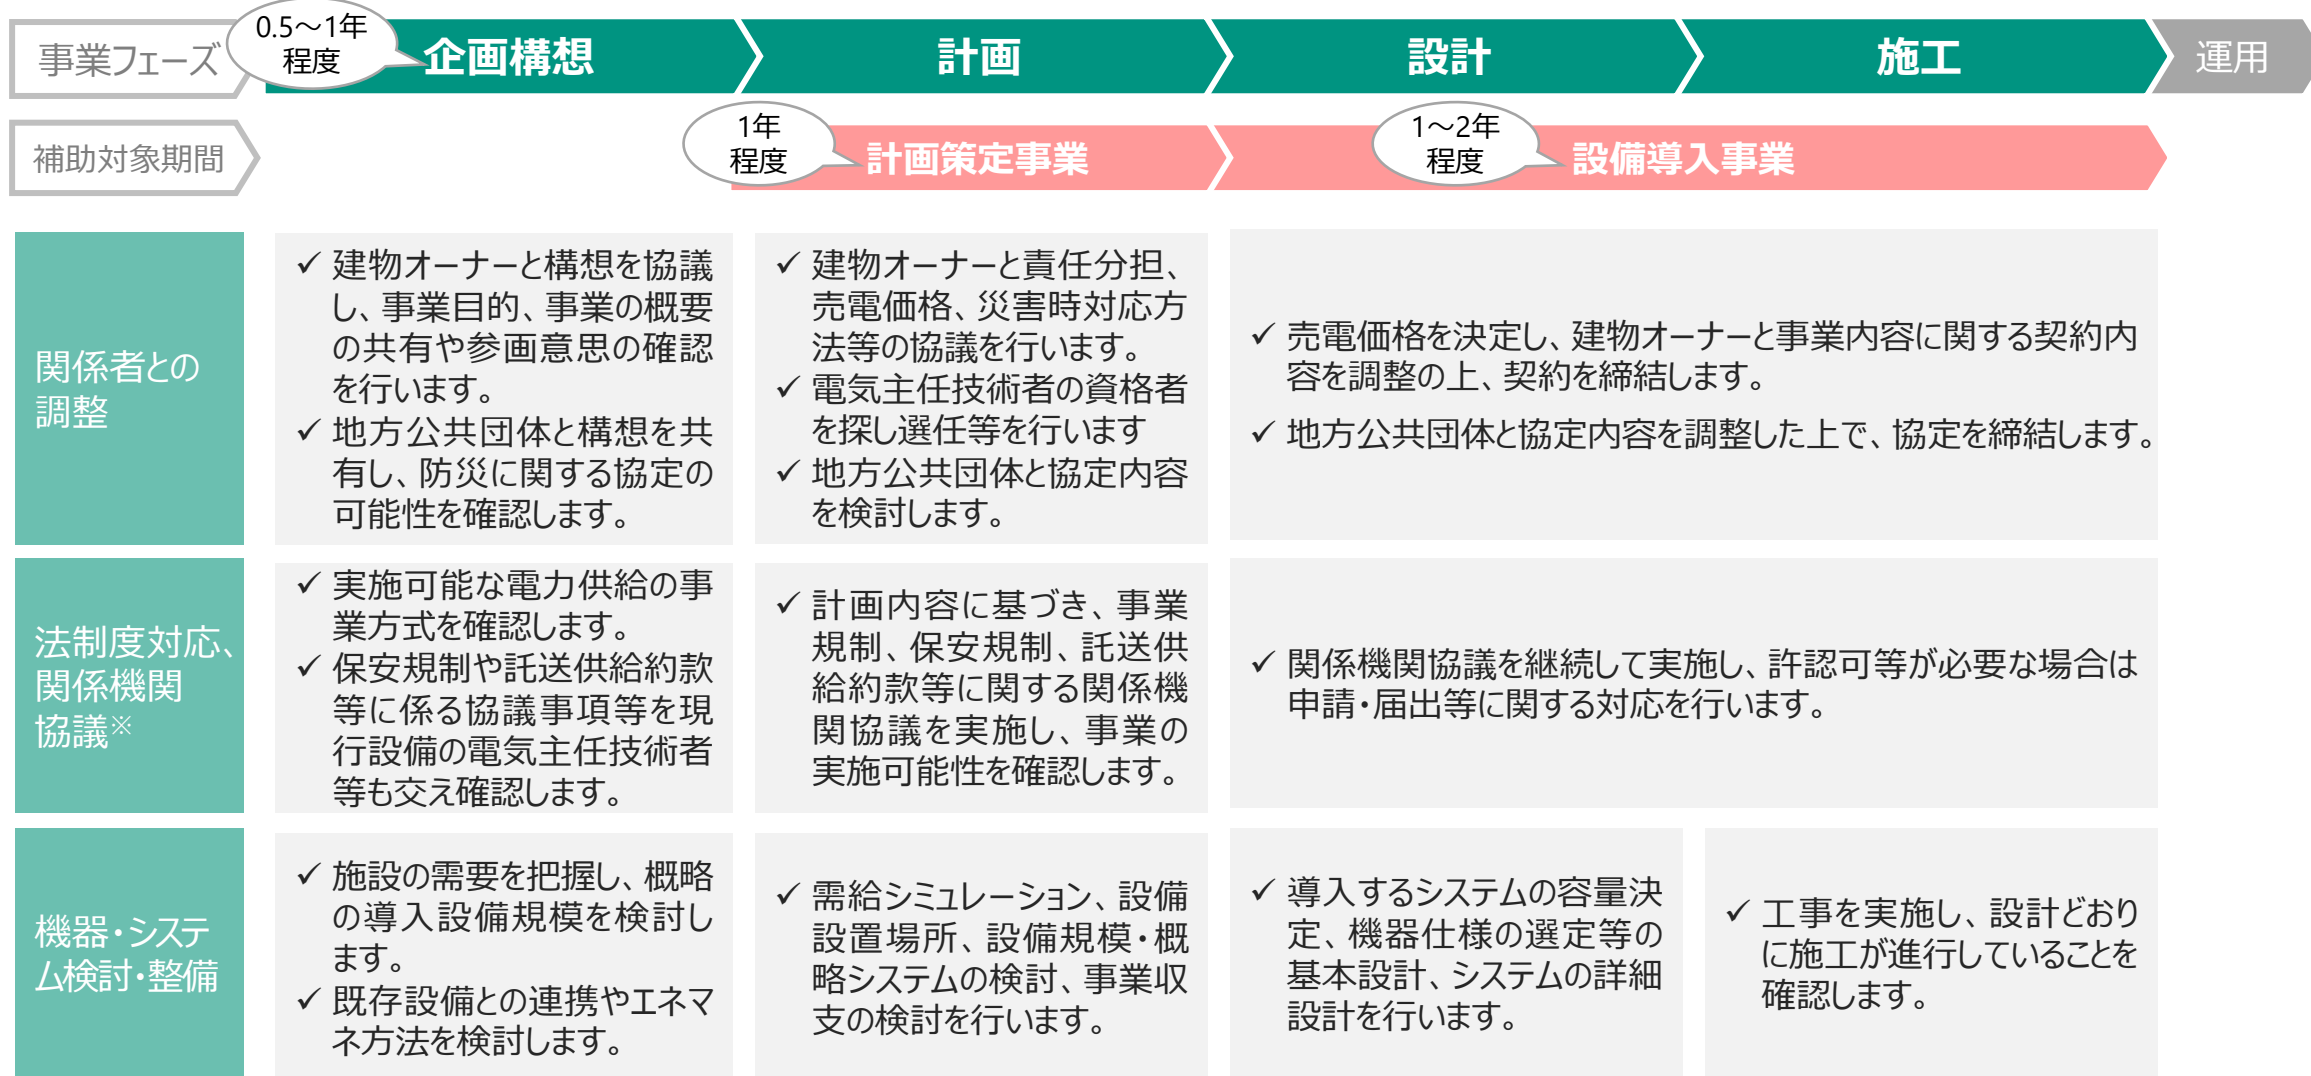 事業フェーズ
0.5～1年
程度
企画構想
計画
設計
施工
運用
補助対象期間
1年
程度
計画策定事業
1～2年
程度
設備導入事業
関係者との
調整
✓ 建物オーナーと構想を協議
し、事業目的、事業の概要
の共有や参画意思の確認
を行います。
✓ 地方公共団体と構想を共
有し、防災に関する協定の
可能性を確認します。
✓ 建物オーナーと責任分担、
売電価格、災害時対応方
法等の協議を行います。
✓ 電気主任技術者の資格者
を探し選任等を行います
✓ 地方公共団体と協定内容
を検討します。
✓ 売電価格を決定し、建物オーナーと事業内容に関する契約内
容を調整の上、契約を締結します。
✓ 地方公共団体と協定内容を調整した上で、協定を締結します。
法制度対応、
関係機関
協議※
✓ 実施可能な電力供給の事
業方式を確認します。
✓ 保安規制や託送供給約款
等に係る協議事項等を現
行設備の電気主任技術者
等も交え確認します。
✓ 計画内容に基づき、事業
規制、保安規制、託送供
給約款等に関する関係機
関協議を実施し、事業の
実施可能性を確認します。
✓ 関係機関協議を継続して実施し、許認可等が必要な場合は
申請・届出等に関する対応を行います。
機器・システ
ム検討・整備
✓ 施設の需要を把握し、概略
の導入設備規模を検討し
ます。
✓ 既存設備との連携やエネマ
ネ方法を検討します。
✓ 需給シミュレーション、設備
設置場所、設備規模・概
略システムの検討、事業収
支の検討を行います。
✓ 導入するシステムの容量決
定、機器仕様の選定等の
基本設計、システムの詳細
設計を行います。
✓ 工事を実施し、設計どおり
に施工が進行していることを
確認します。